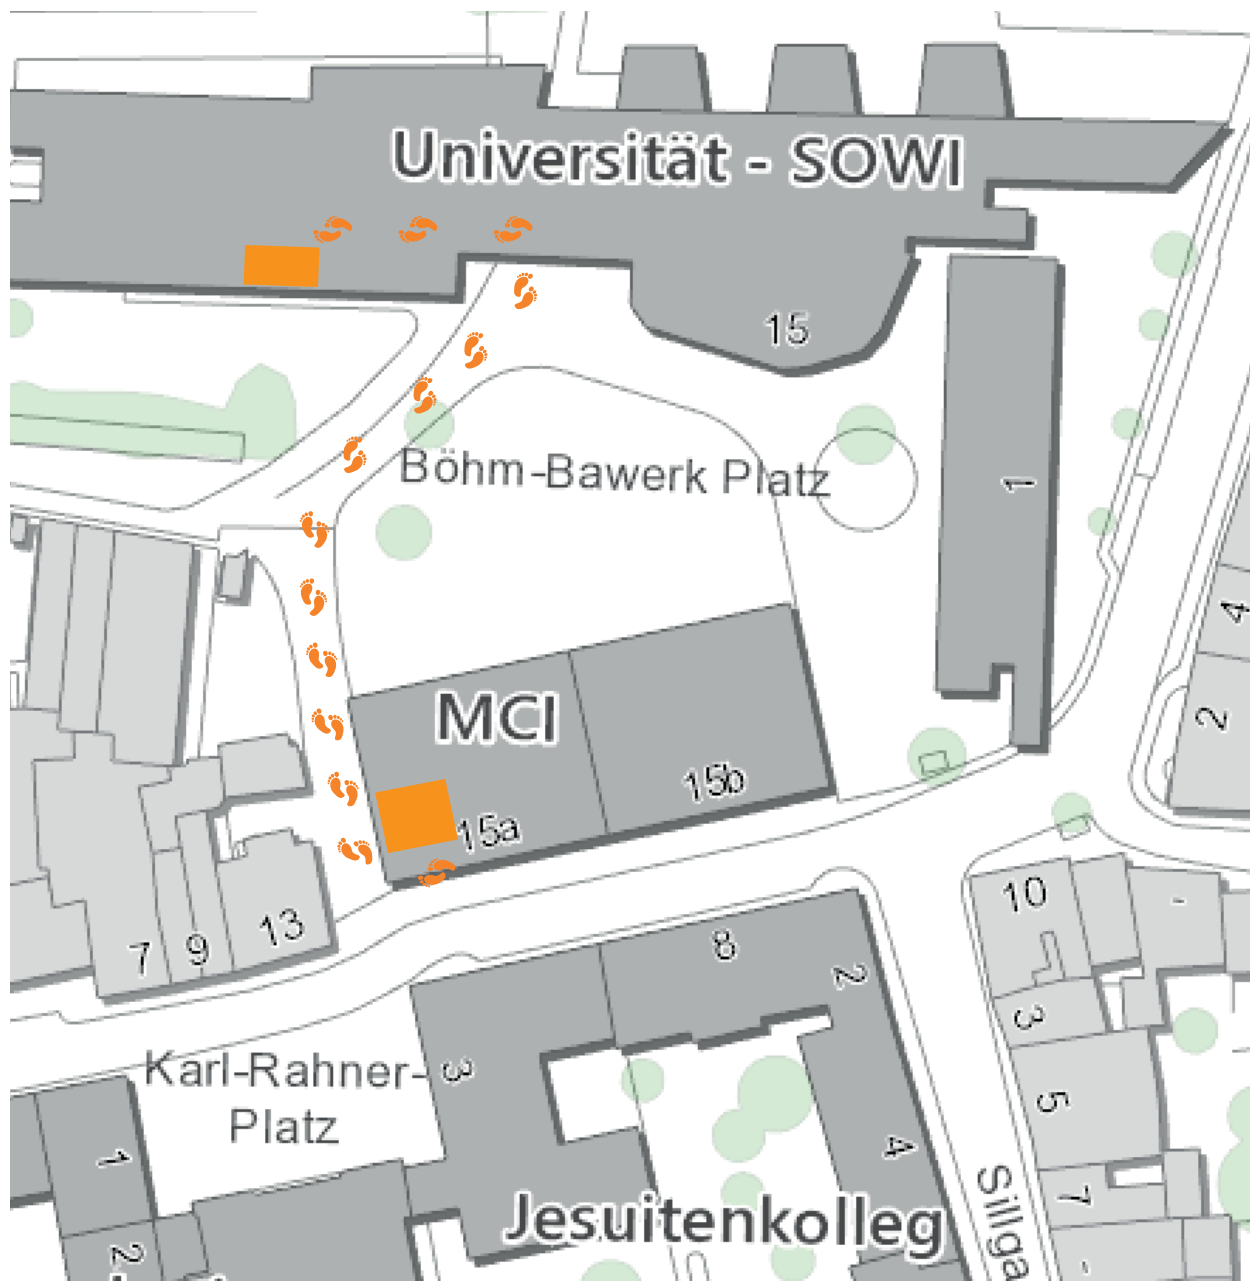 Universität - SOWI
15
Böhm-Bawerk Platz
1
4
2
MCI
15b
15a
13
9
7
10
-
8
2
3
3
Karl-Rahner-
Platz
5
1
4
7
Sillga
Jesuitenkolleg
2
-